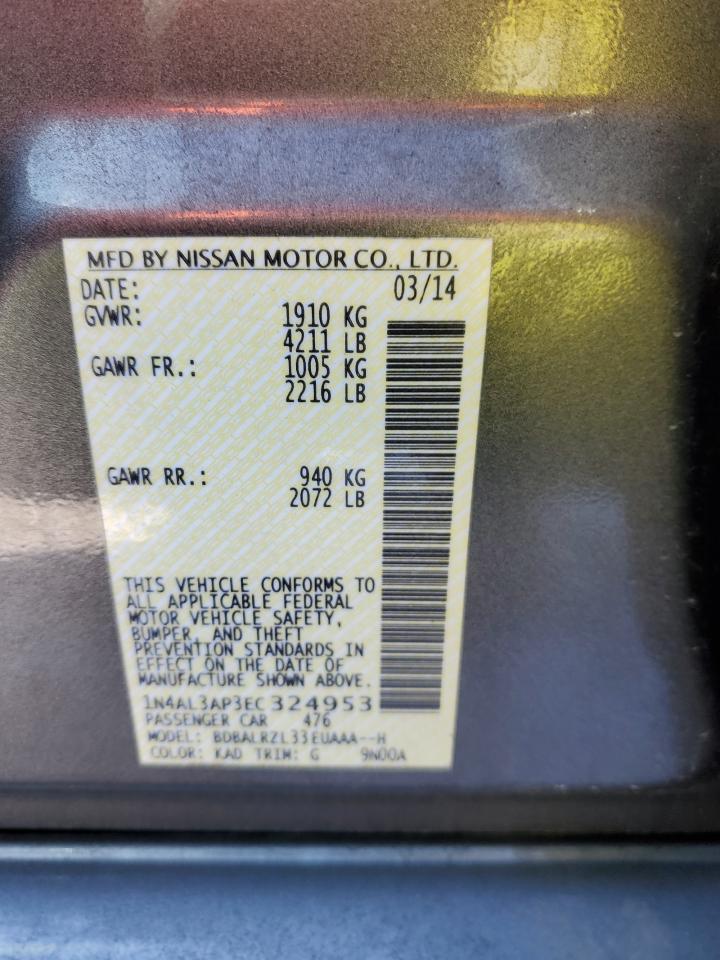 MFD BY NISSAN MOTOR CO., LTD.
DATE: 03/14
GVWR: 1910 KG
4211 LB
GAWR FR.: 1005 KG
2216 LB
GAWR RR.: 940 KG
2072 LB
THIS VEHICLE CONFORMS TO
ALL APPLICABLE FEDERAL
MOTOR VEHICLE SAFETY,
BUMPER, AND THEFT
PREVENTION STANDARDS IN
EFFECT ON THE DATE OF
MANUFACTURE SHOWN ABOVE.
1N4AL3AP3EC324953
PASSENGER CAR 476
MODEL: BDBALRZL33EUAAA--H
COLOR: KAD TRIM: G 9N00A